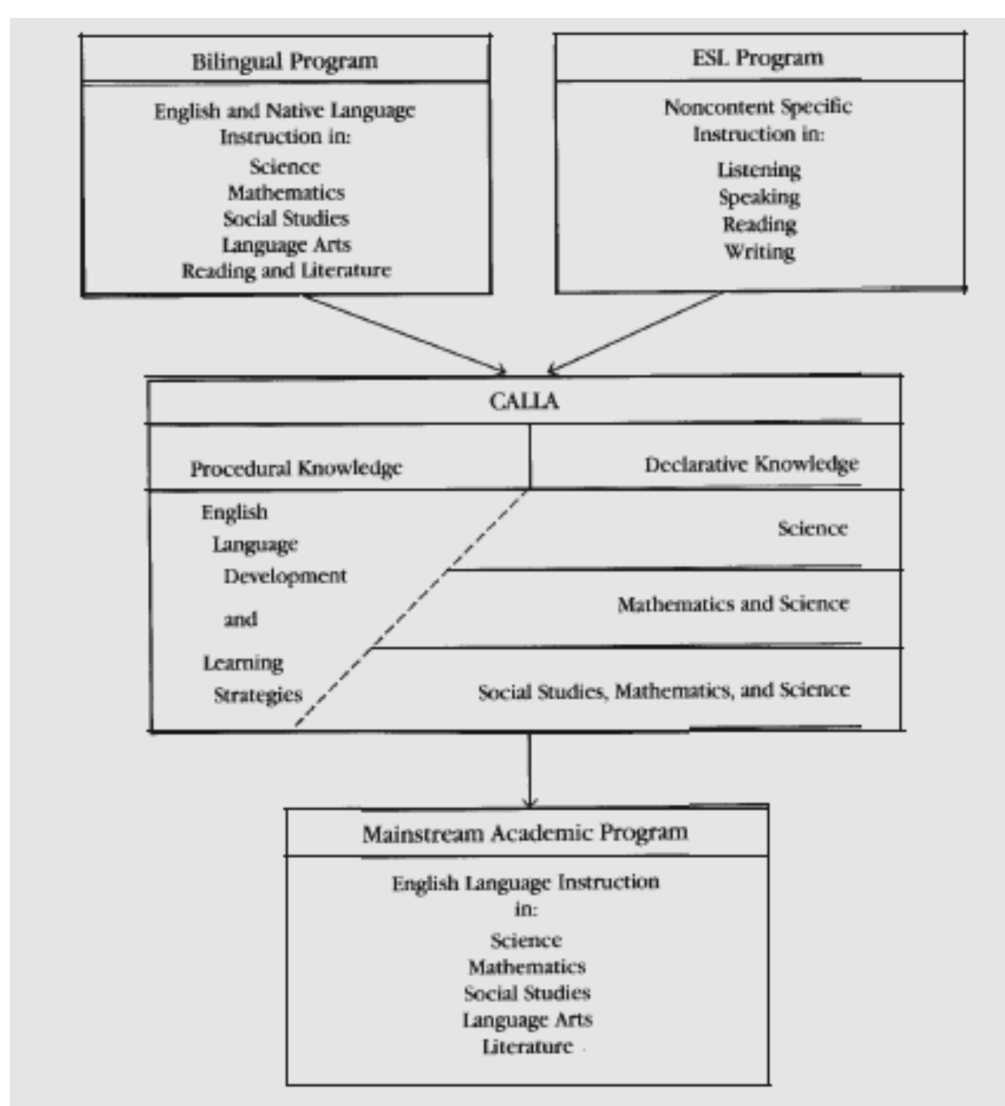 Bilingual Program
English and Native Language
Instruction in:
Science
Mathematics
Social Studies
Language Arts
Reading and Literature
ESL Program
Noncontent Specific
Instruction in:
Listening
Speaking
Reading
Writing
CALLA
Procedural Knowledge
Declarative Knowledge
English
Language
Development
and
Learning
Strategies
Science
Mathematics and Science
Social Studies, Mathematics, and Science
Mainstream Academic Program
English Language Instruction
in:
Science
Mathematics
Social Studies
Language Arts
Literature